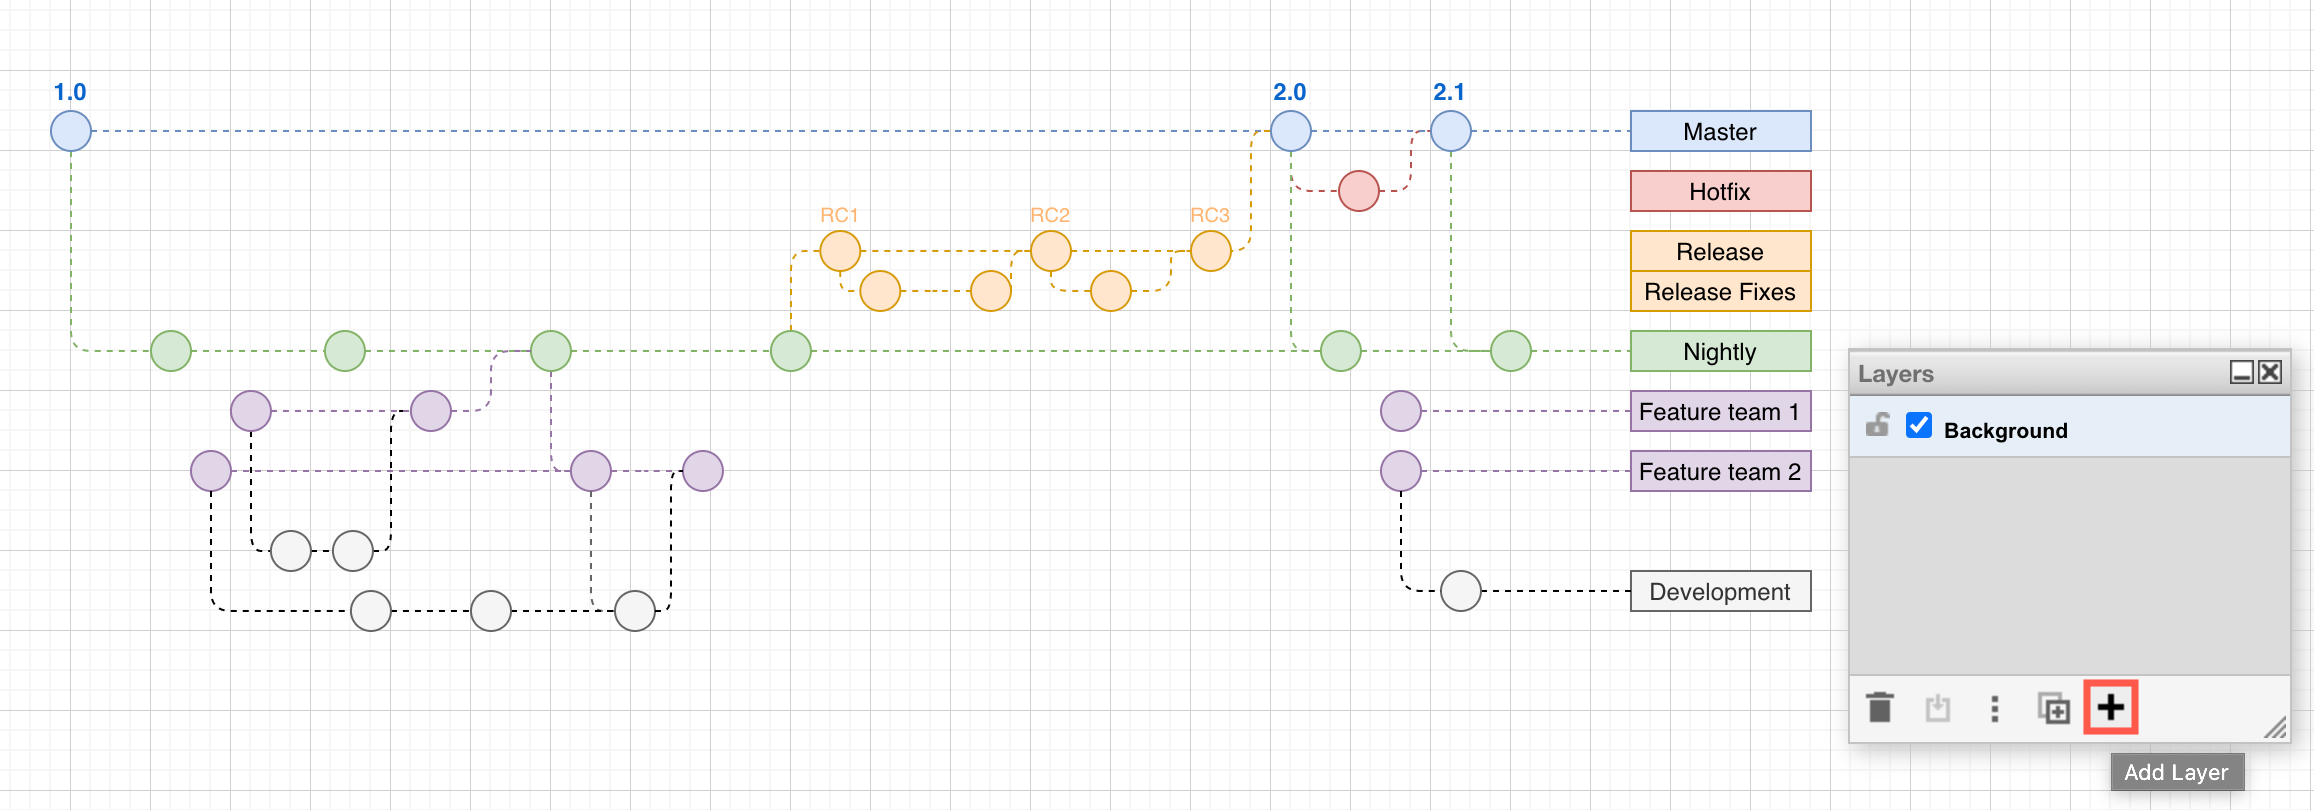 1.0
2.0
2.1
Master
Hotfix
RC1
RC2
RC3
Release
Release Fixes
Nightly
Feature team 1
Feature team 2
Development
Layers
Background
Add Layer